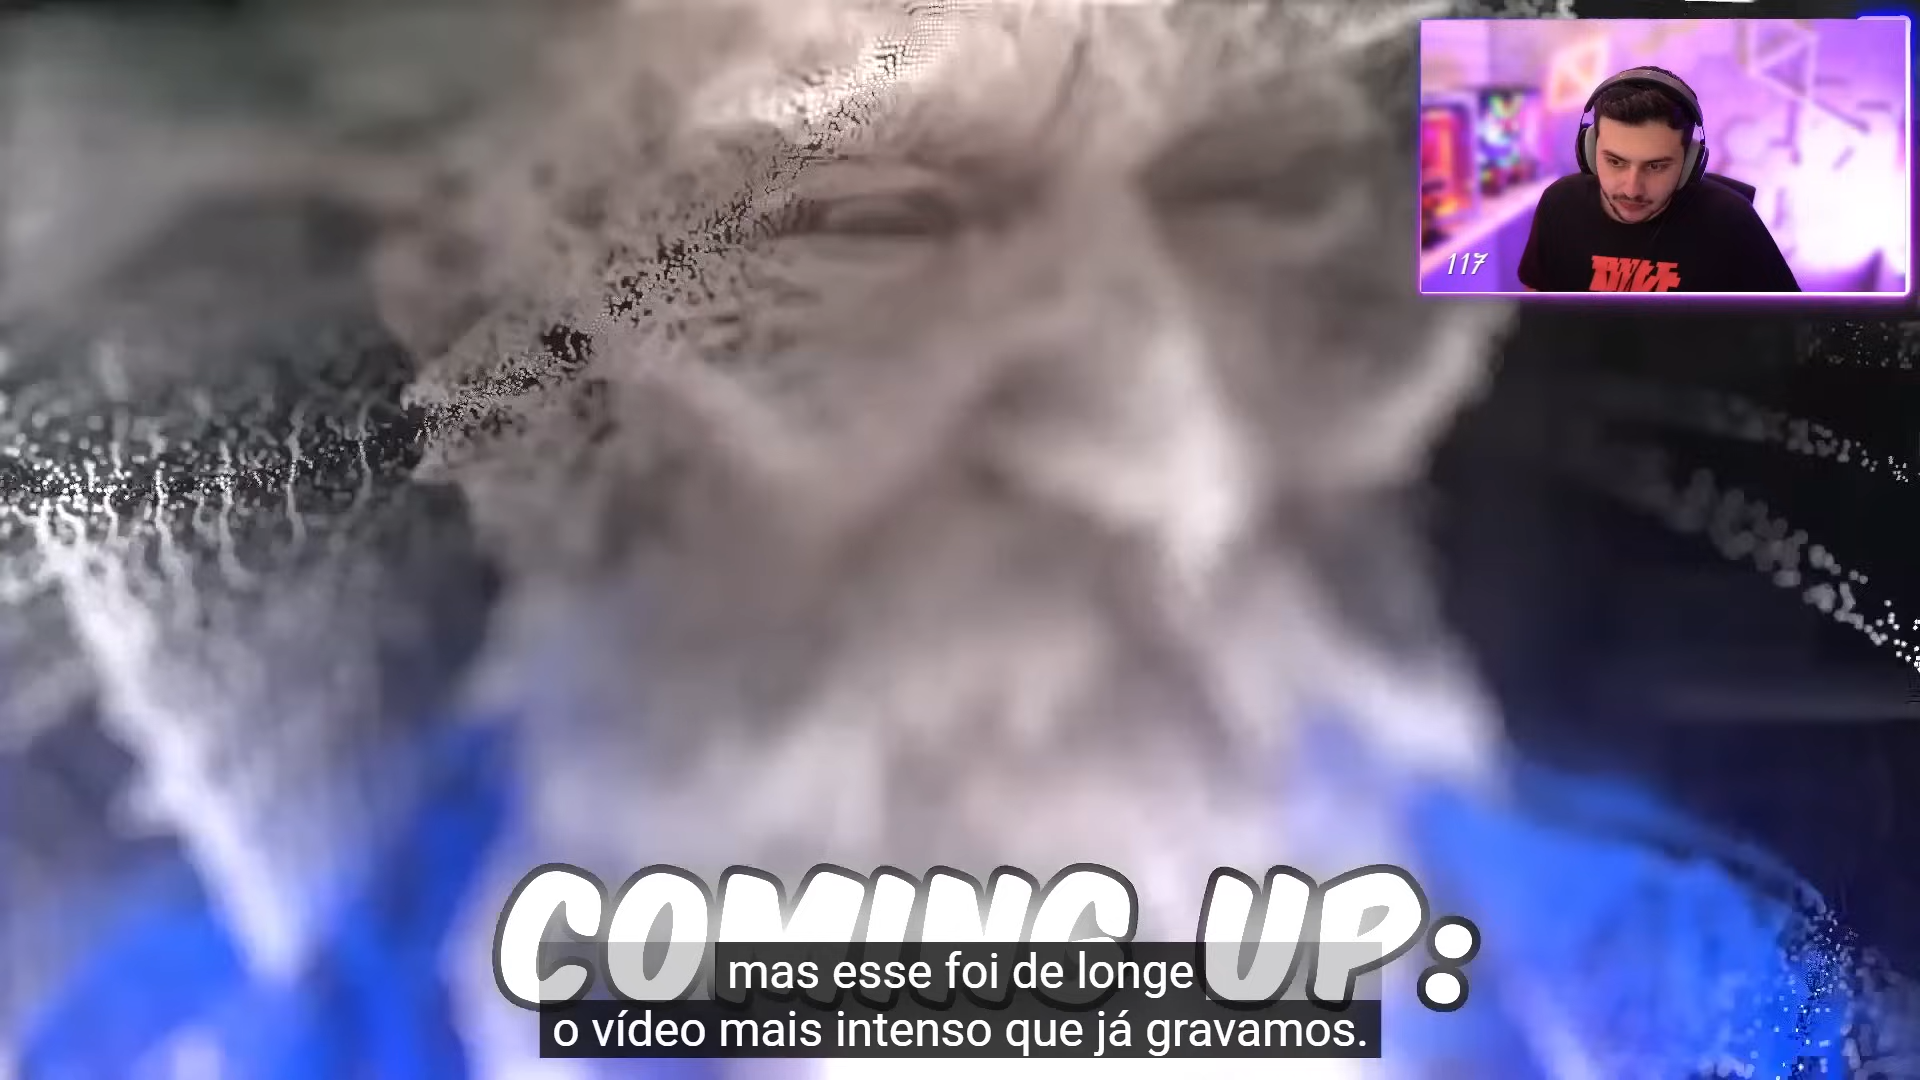 117
COMING UP:
mas esse foi de longe
o vídeo mais intenso que já gravamos.